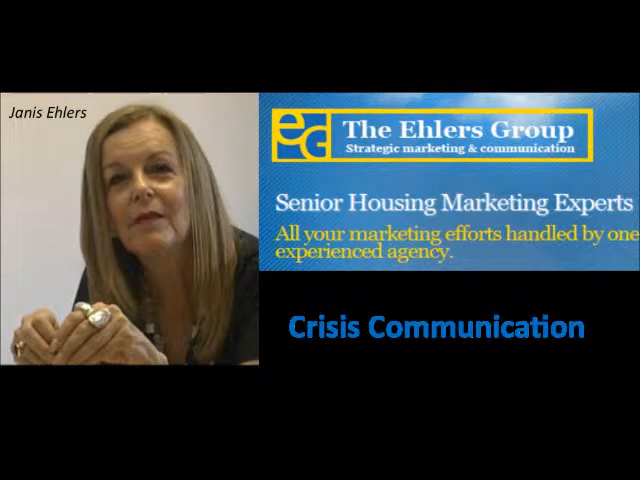 Janis Ehlers
ec
The Ehlers Group
Strategic marketing & communication
Senior Housing Marketing Experts
All your marketing efforts handled by one
experienced agency.
Crisis Communication